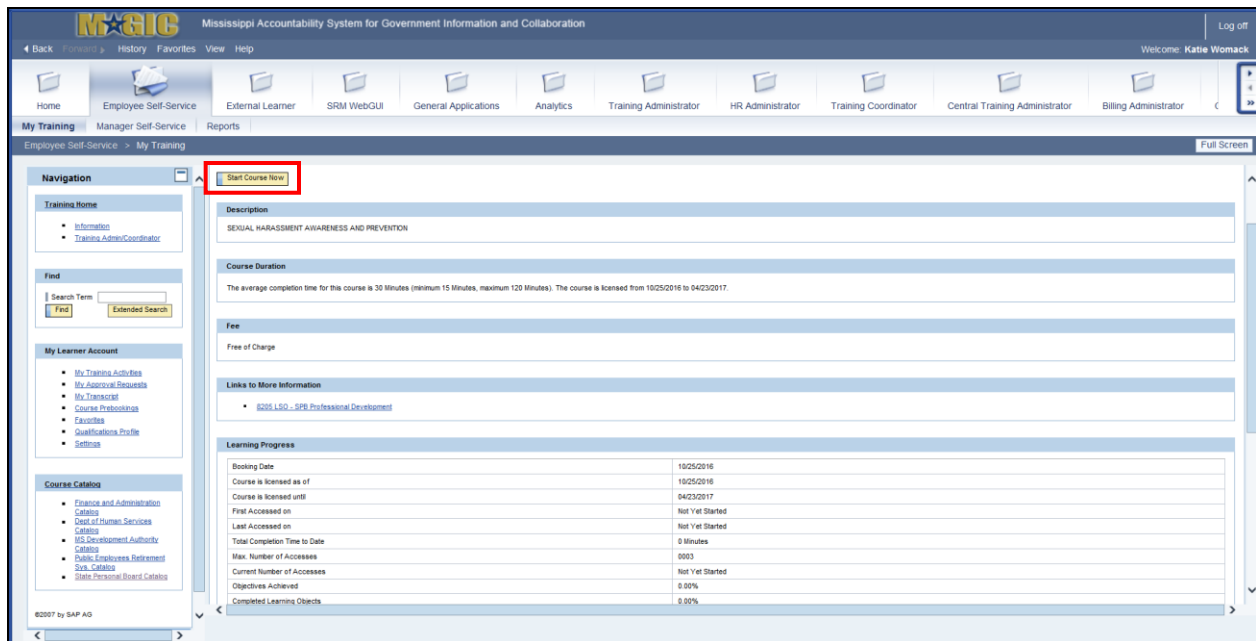 MAGIC Mississippi Accountability System for Government Information and Collaboration Log off
Back Forward History Favorites View Help Welcome: Katie Womack
Home Employee Self-Service External Learner SRM WebGUI General Applications Analytics Training Administrator HR Administrator Training Coordinator Central Training Administrator Billing Administrator
My Training Manager Self-Service Reports
Employee Self-Service > My Training Full Screen
Navigation
Training Home
Information
Training Admin/Coordinator
Find
Search Term
Find Extended Search
My Learner Account
My Training Activities
My Approval Requests
My Transcript
Course Prebookings
Favorites
Qualifications Profile
Settings
Course Catalog
Finance and Administration
Catalog
Dept of Human Services
Catalog
MS Development Authority
Catalog
Public Employees Retirement
Sys. Catalog
State Personal Board Catalog
©2007 by SAP AG
Start Course Now
Description
SEXUAL HARASSMENT AWARENESS AND PREVENTION
Course Duration
The average completion time for this course is 30 Minutes (minimum 15 Minutes, maximum 120 Minutes). The course is licensed from 10/25/2016 to 04/23/2017.
Fee
Free of Charge
Links to More Information
6205 LSO - SPB Professional Development
Learning Progress
Booking Date 10/25/2016
Course is licensed as of 10/25/2016
Course is licensed until 04/23/2017
First Accessed on Not Yet Started
Last Accessed on Not Yet Started
Total Completion Time to Date 0 Minutes
Max. Number of Accesses 0003
Current Number of Accesses Not Yet Started
Objectives Achieved 0.00%
Completed Learning Objects 0.00%